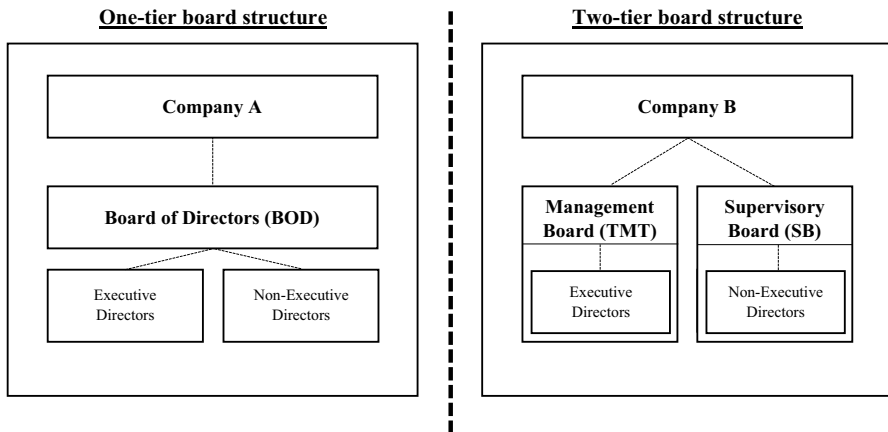 One-tier board structure
Company A
Board of Directors (BOD)
Executive
Directors
Non-Executive
Directors
Two-tier board structure
Company B
Management
Board (TMT)
Executive
Directors
Supervisory
Board (SB)
Non-Executive
Directors